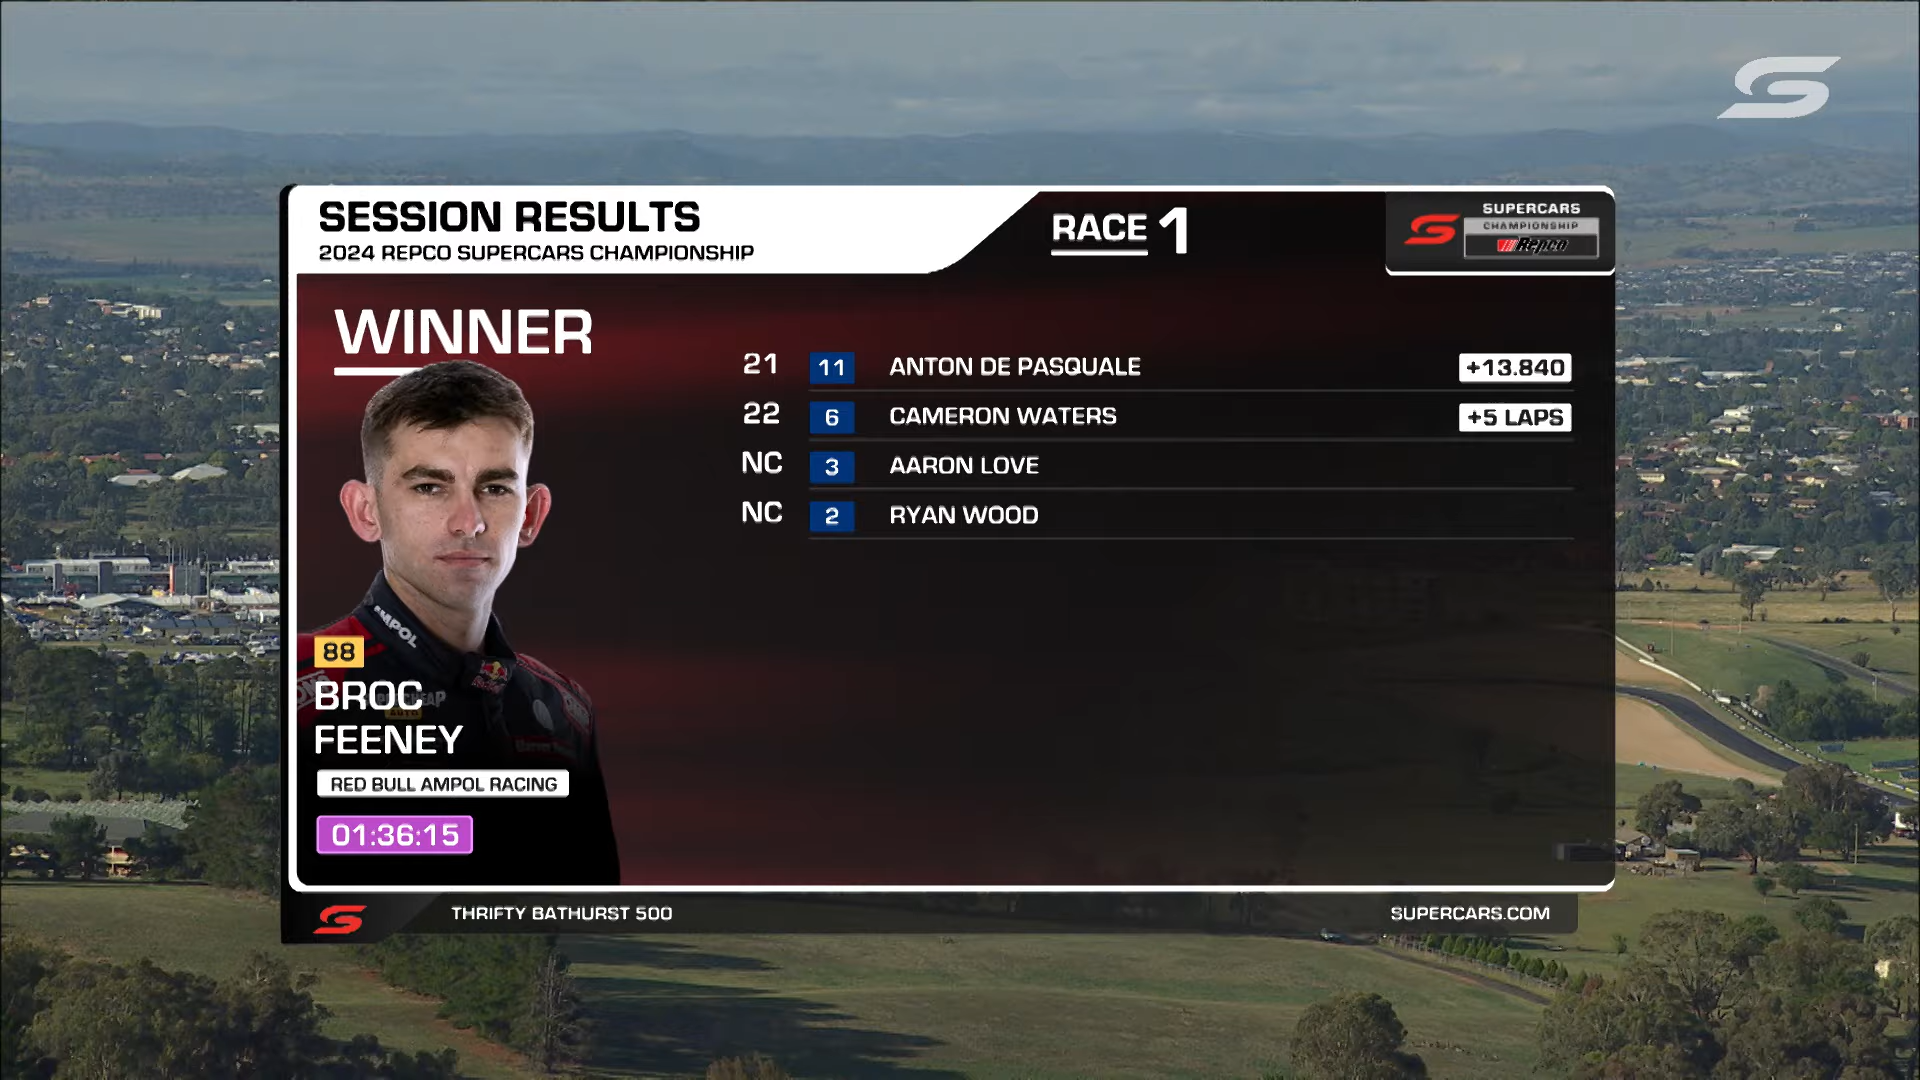 SESSION RESULTS
2024 REPCO SUPERCARS CHAMPIONSHIP
RACE 1
SUPERCARS
CHAMPIONSHIP
Repco
WINNER
21 11 ANTON DE PASQUALE +13.840
22 6 CAMERON WATERS +5 LAPS
NC 3 AARON LOVE
NC 2 RYAN WOOD
AMPOL
88
BROC
FEENEY
RED BULL AMPOL RACING
01:36:15
THRIFTY BATHURST 500
SUPERCARS.COM